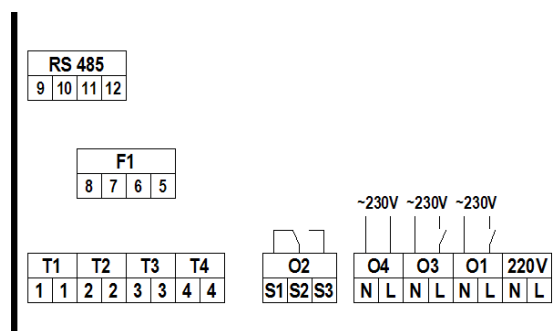 RS 485
9 10 11 12
F1
8 7 6 5
~230V ~230V ~230V
T1 T2 T3 T4 O2 O4 O3 O1 220V
1 1 2 2 3 3 4 4 S1 S2 S3 N L N L N L N L